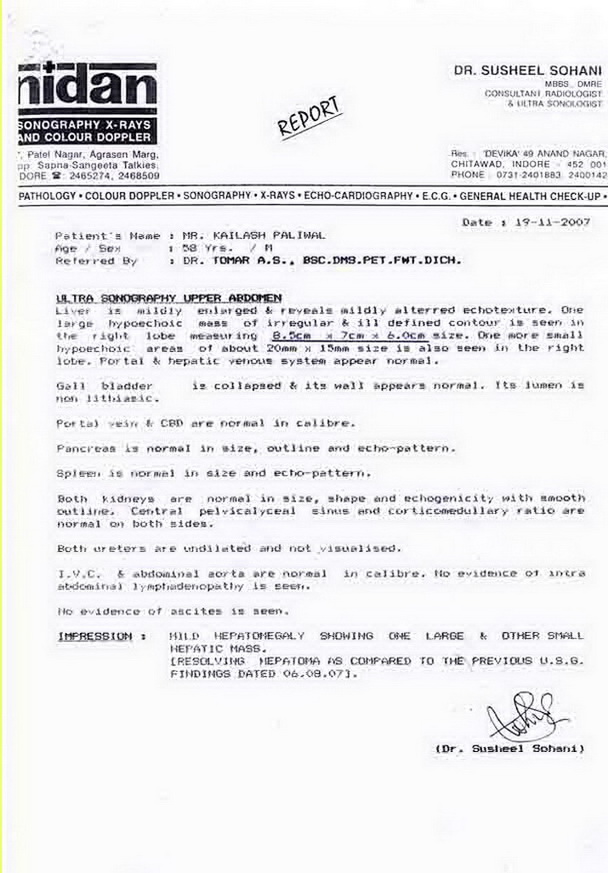 nidan
SONOGRAPHY X-RAYS
AND COLOUR DOPPLER
Patel Nagar, Agrasen Marg,
pp. Sapna-Sangeeta Talkies,
DORE ☎: 2465274, 2468509
REPORT
DR. SUSHEEL SOHANI
MBBS., DMRE
CONSULTANT RADIOLOGIST
& ULTRA SONOLOGIST
Res. : 'DEVIKA' 49 ANAND NAGAR,
CHITAWAD, INDORE - 452 001
PHONE : 0731-2401883, 2400142
PATHOLOGY • COLOUR DOPPLER • SONOGRAPHY • X-RAYS • ECHO-CARDIOGRAPHY • E.C.G. • GENERAL HEALTH CHECK-UP •
Date : 19-11-2007
Patient's Name : MR. KAILASH PALIWAL
Age / Sex : 58 Yrs. / M
Referred By : DR. TOMAR A.S., BSC.DMS.PET.FWT.DICH.
ULTRA SONOGRAPHY UPPER ABDOMEN
Liver is mildly enlarged & reveals mildly alterred echotexture. One
large hypoechoic mass of irregular & ill defined contour is seen in
the right lobe measuring 8.5cm x 7cm x 6.0cm size. One more small
hypoechoic areas of about 20mm x 15mm size is also seen in the right
lobe. Portal & hepatic venous system appear normal.
Gall bladder is collapsed & its wall appears normal. Its lumen is
non lithiasic.
Portal vein & CBD are normal in calibre.
Pancreas is normal in size, outline and echo-pattern.
Spleen is normal in size and echo-pattern.
Both kidneys are normal in size, shape and echogenicity with smooth
outline. Central pelvicalyceal sinus and corticomedullary ratio are
normal on both sides.
Both ureters are undilated and not visualised.
I.V.C. & abdominal aorta are normal in calibre. No evidence of intra
abdominal lymphadenopathy is seen.
No evidence of ascites is seen.
IMPRESSION : MILD HEPATOMEGALY SHOWING ONE LARGE & OTHER SMALL
HEPATIC MASS.
[RESOLVING HEPATOMA AS COMPARED TO THE PREVIOUS U.S.G.
FINDINGS DATED 06.08.07].
(Dr. Susheel Sohani)